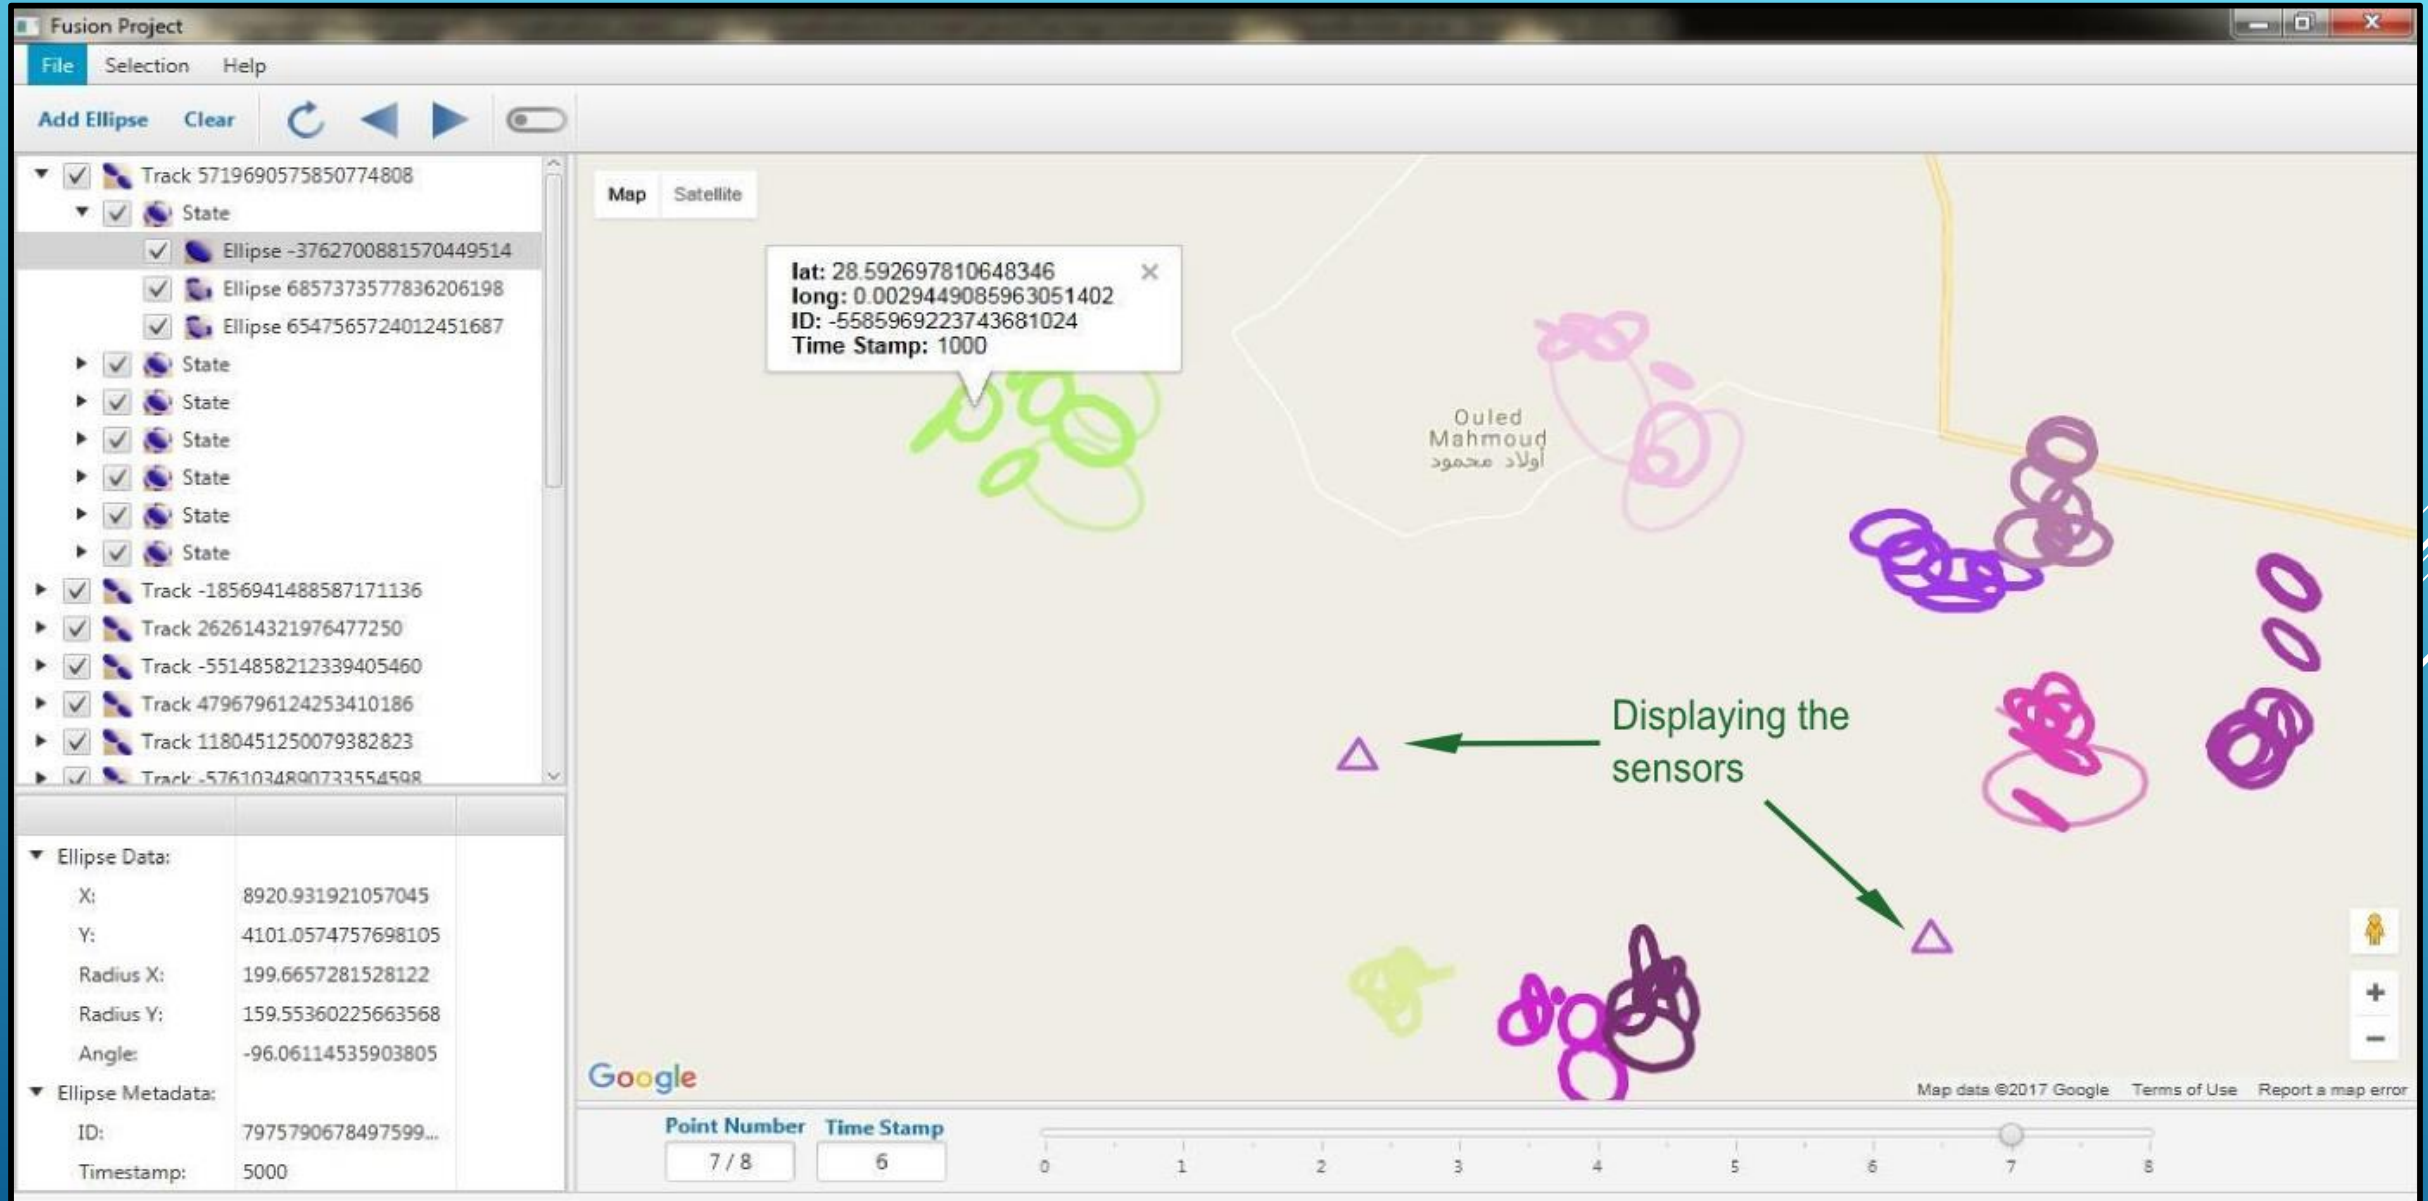 Fusion Project
File Selection Help
Add Ellipse Clear
Track 5719690575850774808
State
Ellipse -3762700881570449514
Ellipse 6857373577836206198
Ellipse 6547565724012451687
State
State
State
State
State
State
Track -1856941488587171136
Track 262614321976477250
Track -5514858212339405460
Track 4796796124253410186
Track 1180451250079382823
Track -5761034890733554598
Ellipse Data:
X: 8920.931921057045
Y: 4101.0574757698105
Radius X: 199.6657281528122
Radius Y: 159.55360225663568
Angle: -96.06114535903805
Ellipse Metadata:
ID: 7975790678497599...
Timestamp: 5000
Map Satellite
lat: 28.592697810648346
long: 0.0029449085963051402
ID: -5585969223743681024
Time Stamp: 1000
Ouled
Mahmoud
أولاد محمود
Displaying the
sensors
Google
Map data ©2017 Google Terms of Use Report a map error
Point Number Time Stamp
7 / 8 6
0 1 2 3 4 5 6 7 8